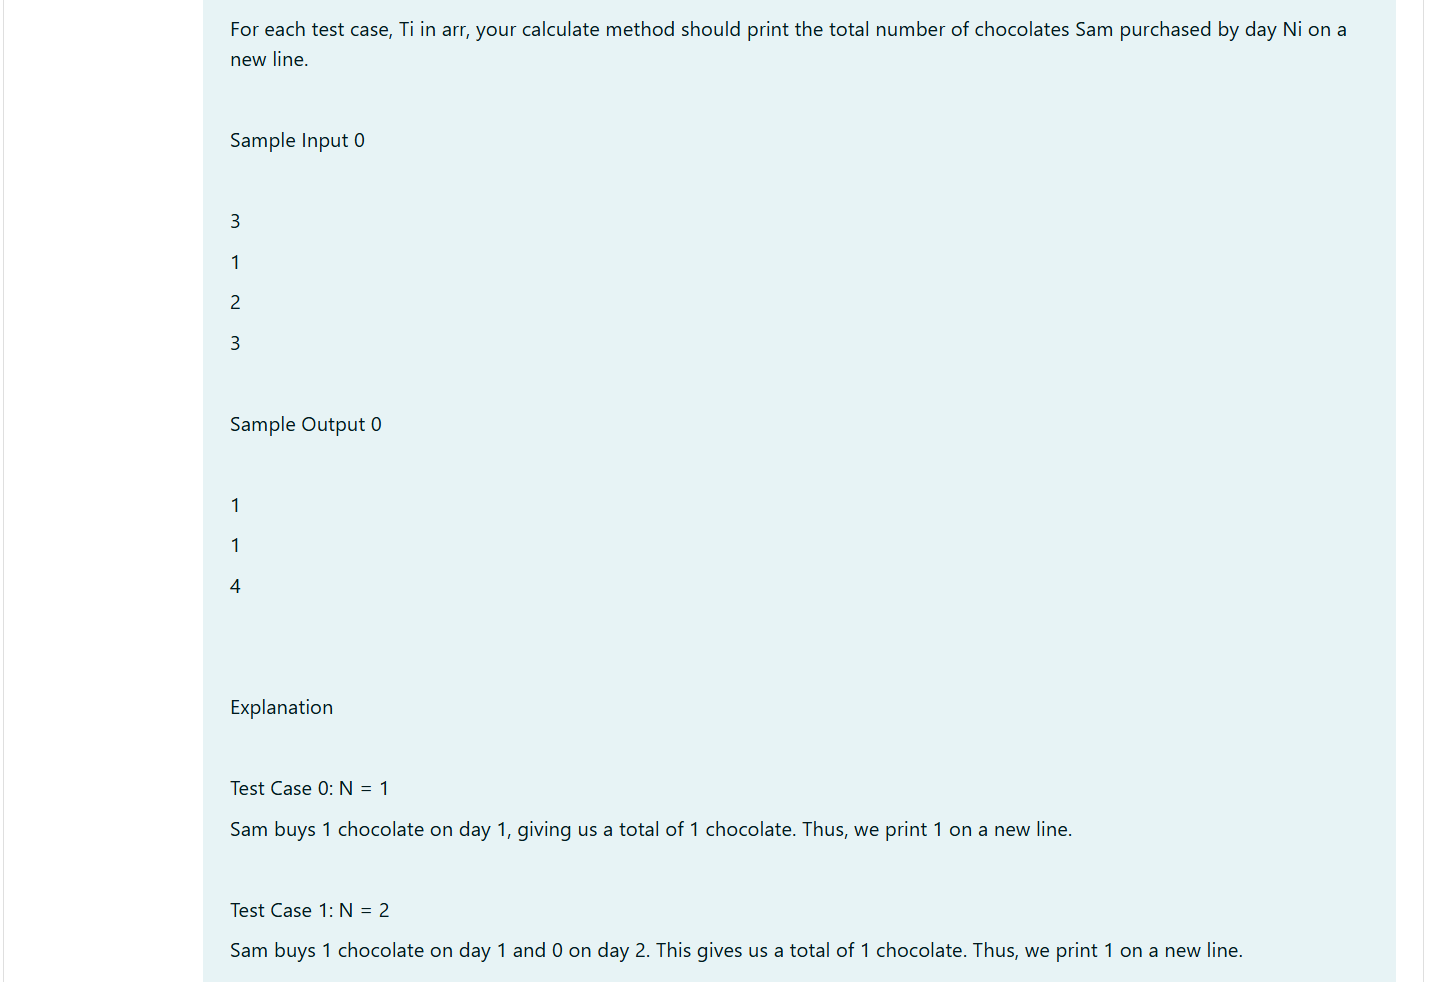 For each test case, Ti in arr, your calculate method should print the total number of chocolates Sam purchased by day Ni on a
new line.
Sample Input 0
3
1
2
3
Sample Output 0
1
1
4
Explanation
Test Case 0: N = 1
Sam buys 1 chocolate on day 1, giving us a total of 1 chocolate. Thus, we print 1 on a new line.
Test Case 1: N = 2
Sam buys 1 chocolate on day 1 and 0 on day 2. This gives us a total of 1 chocolate. Thus, we print 1 on a new line.